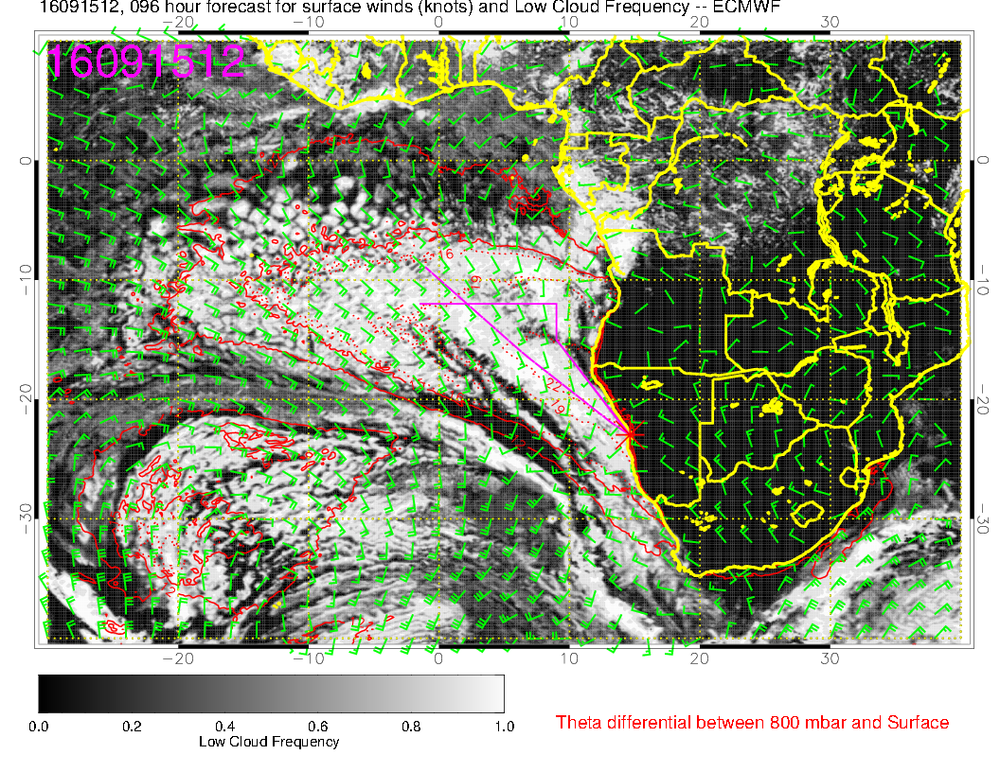 16091512, 096 hour forecast for surface winds (knots) and Low Cloud Frequency -- ECMWF
-20 -10 0 10 20 30
16091512
0 0
-10 -10
-20 -20
-30 -30
16
22
19
-20 -10 0 10 20 30
0.0 0.2 0.4 0.6 0.8 1.0
Low Cloud Frequency
Theta differential between 800 mbar and Surface